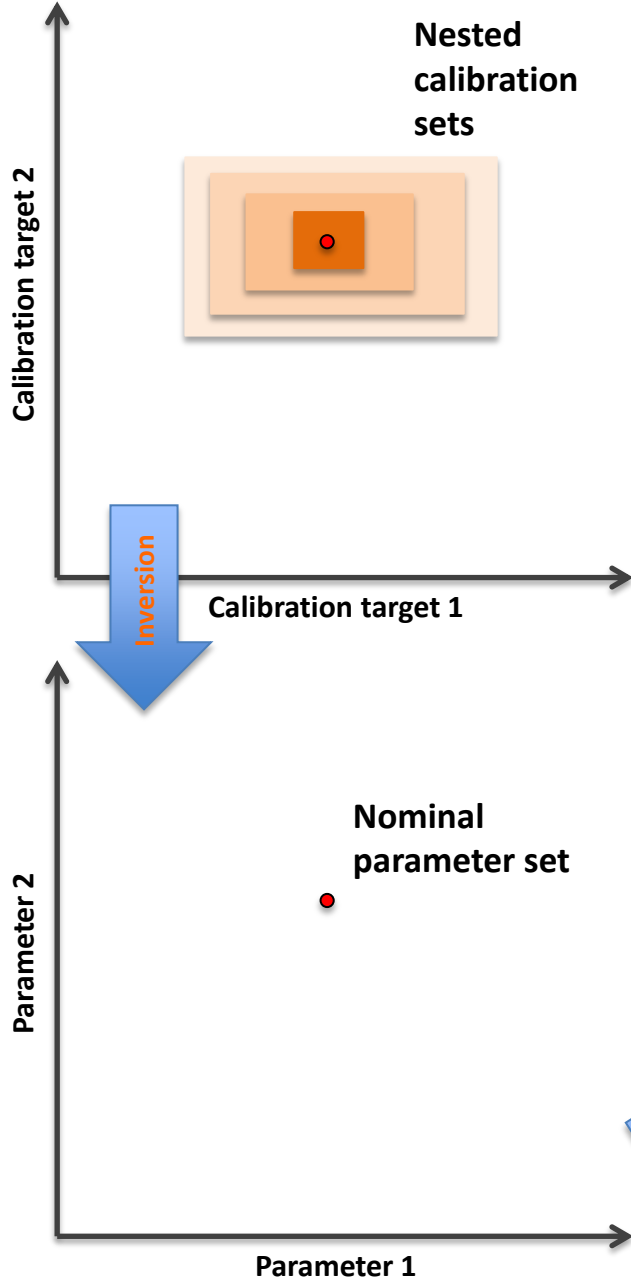 Nested
calibration
sets
Calibration target 2
Inversion
Calibration target 1
Nominal
parameter set
Parameter 2
Parameter 1